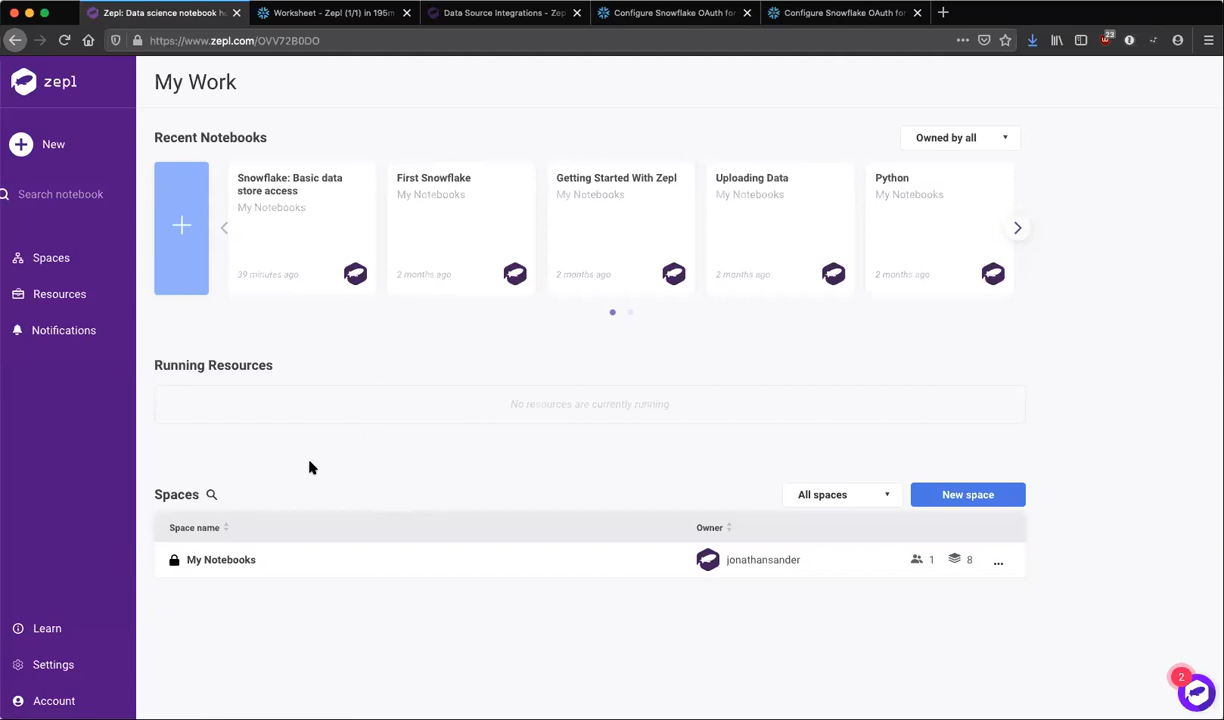 Zepl: Data science notebook h
Worksheet - Zepl (1/1) in 195m
Data Source Integrations - Zep
Configure Snowflake OAuth for
Configure Snowflake OAuth for
https://www.zepl.com/OVV72B0DO
23
zepl
My Work
New
Recent Notebooks
Owned by all
Search notebook
Snowflake: Basic data
store access
My Notebooks
39 minutes ago
First Snowflake
My Notebooks
2 months ago
Getting Started With Zepl
My Notebooks
2 months ago
Uploading Data
My Notebooks
2 months ago
Python
My Notebooks
2 months ago
Spaces
Resources
Notifications
Running Resources
No resources are currently running
Spaces
All spaces
New space
Space name
Owner
My Notebooks
jonathansander
1
8
...
Learn
Settings
Account
2